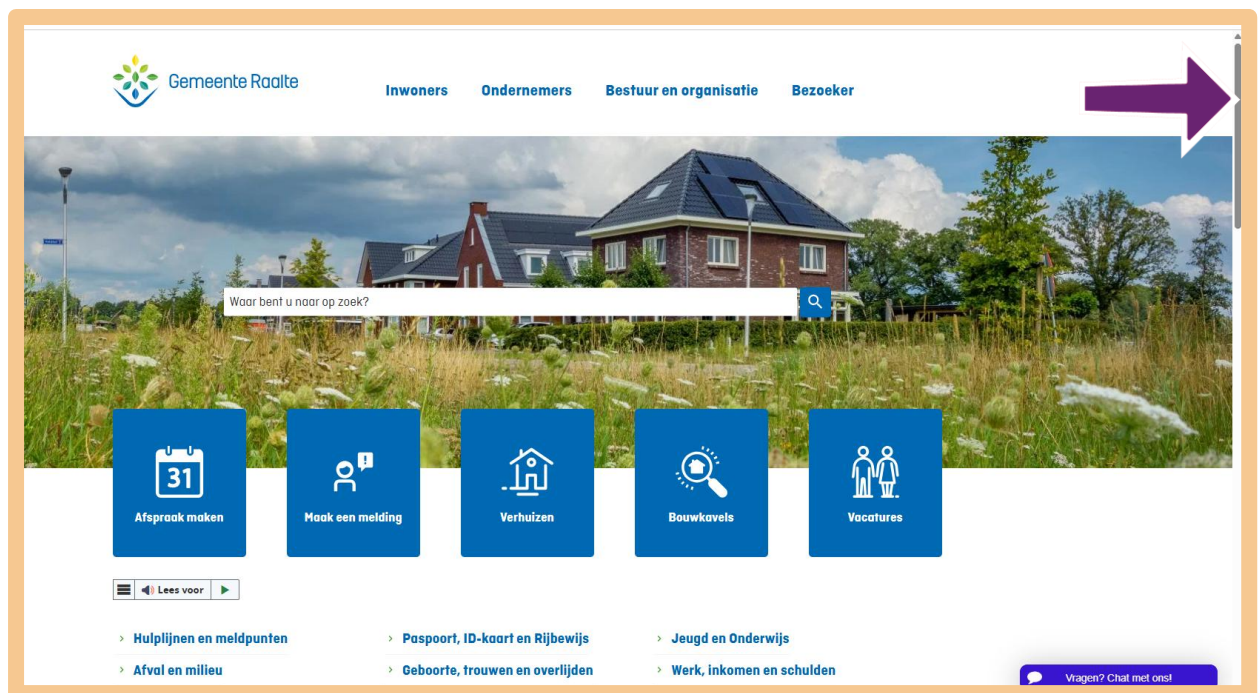 Gemeente Raalte
Inwoners Ondernemers Bestuur en organisatie Bezoeker
Waar bent u naar op zoek?
31
Afspraak maken
Maak een melding
Verhuizen
Bouwkavels
Vacatures
Lees voor
Hulplijnen en meldpunten
Paspoort, ID-kaart en Rijbewijs
Jeugd en Onderwijs
Afval en milieu
Geboorte, trouwen en overlijden
Werk, inkomen en schulden
Vragen? Chat met ons!